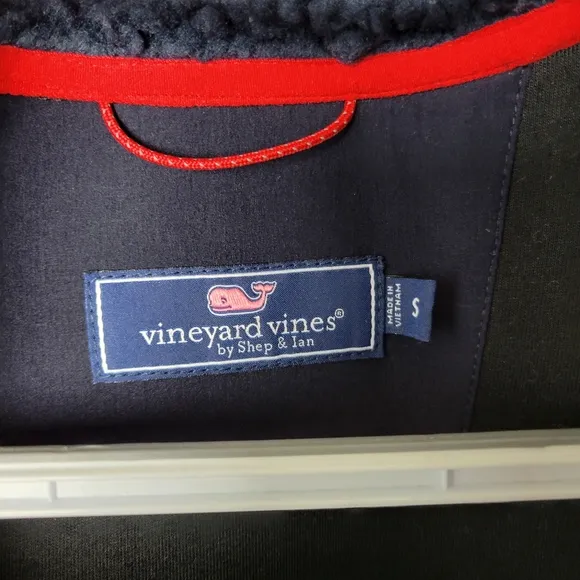 vineyard vines®
by Shep & Ian
MADE IN
VIETNAM
S